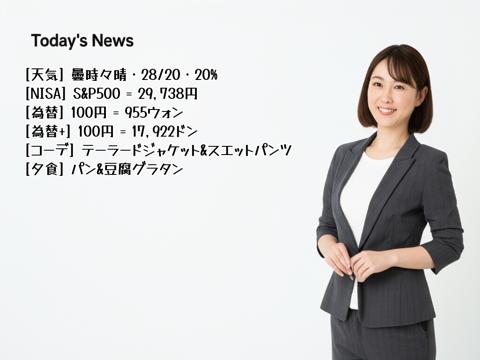 Today's News
[天気] 曇時々晴・28/20・20%
[NISA] S&P500 = 29,738円
[為替] 100円 = 955ウォン
[為替+] 100円 = 17,922ドン
[コーデ] テーラードジャケット&スエットパンツ
[夕食] パン&豆腐グラタン